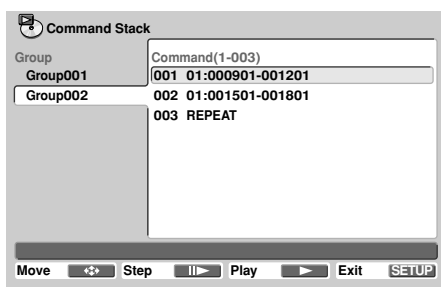 Command Stack
Group
Command(1-003)
Group001
001 01:000901-001201
Group002
002 01:001501-001801
003 REPEAT
Move Step Play Exit SETUP